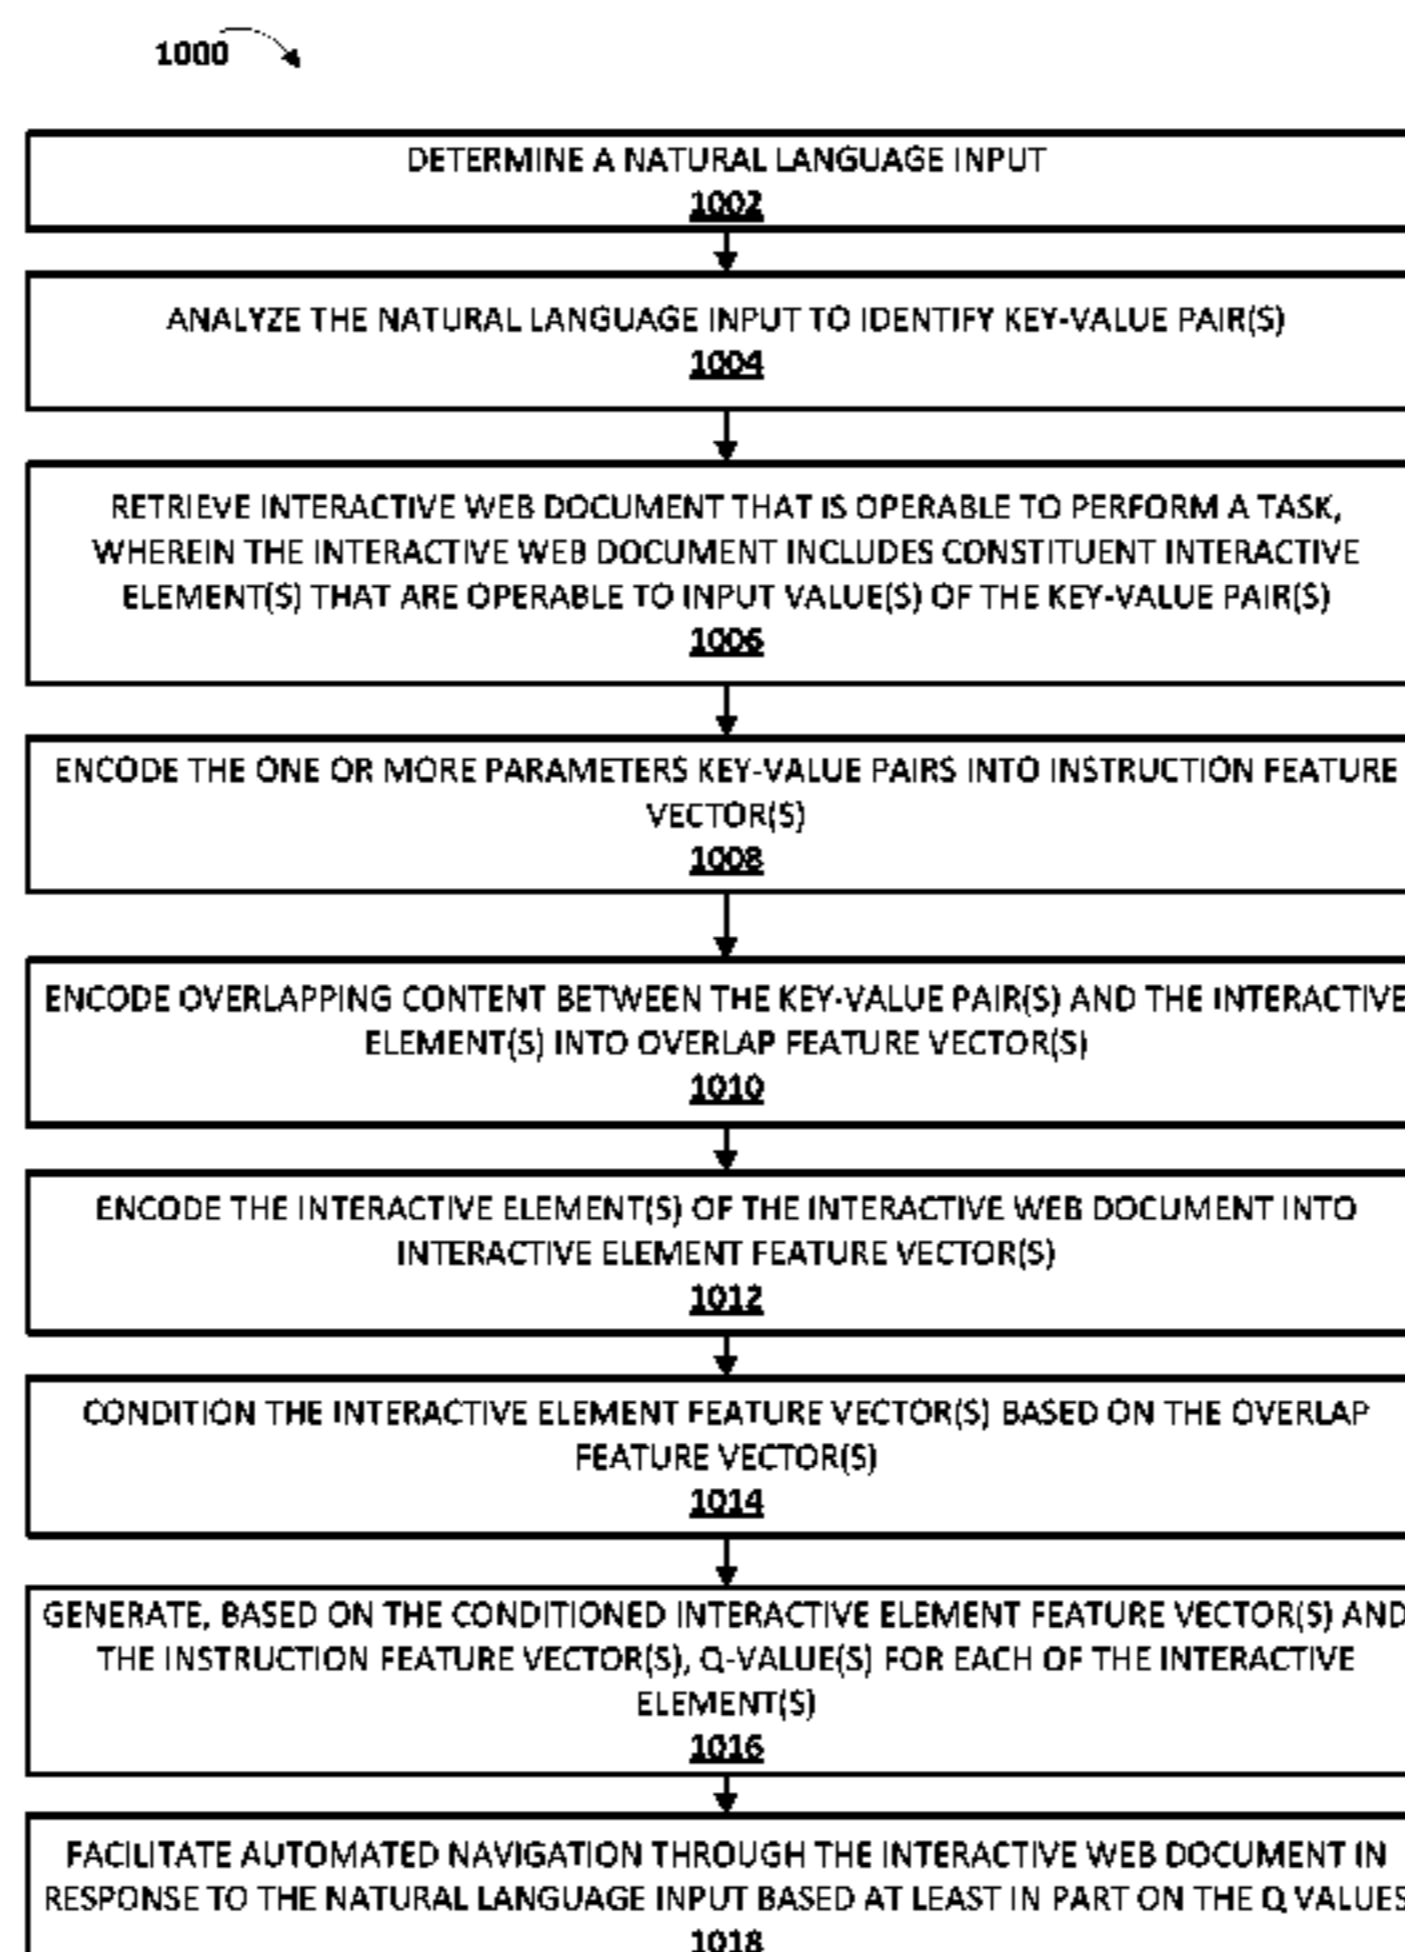 1000
DETERMINE A NATURAL LANGUAGE INPUT
1002
ANALYZE THE NATURAL LANGUAGE INPUT TO IDENTIFY KEY-VALUE PAIR(S)
1004
RETRIEVE INTERACTIVE WEB DOCUMENT THAT IS OPERABLE TO PERFORM A TASK,
WHEREIN THE INTERACTIVE WEB DOCUMENT INCLUDES CONSTITUENT INTERACTIVE
ELEMENT(S) THAT ARE OPERABLE TO INPUT VALUE(S) OF THE KEY-VALUE PAIR(S)
1006
ENCODE THE ONE OR MORE PARAMETERS KEY-VALUE PAIRS INTO INSTRUCTION FEATURE
VECTOR(S)
1008
ENCODE OVERLAPPING CONTENT BETWEEN THE KEY-VALUE PAIR(S) AND THE INTERACTIVE
ELEMENT(S) INTO OVERLAP FEATURE VECTOR(S)
1010
ENCODE THE INTERACTIVE ELEMENT(S) OF THE INTERACTIVE WEB DOCUMENT INTO
INTERACTIVE ELEMENT FEATURE VECTOR(S)
1012
CONDITION THE INTERACTIVE ELEMENT FEATURE VECTOR(S) BASED ON THE OVERLAP
FEATURE VECTOR(S)
1014
GENERATE, BASED ON THE CONDITIONED INTERACTIVE ELEMENT FEATURE VECTOR(S) AND
THE INSTRUCTION FEATURE VECTOR(S), Q-VALUE(S) FOR EACH OF THE INTERACTIVE
ELEMENT(S)
1016
FACILITATE AUTOMATED NAVIGATION THROUGH THE INTERACTIVE WEB DOCUMENT IN
RESPONSE TO THE NATURAL LANGUAGE INPUT BASED AT LEAST IN PART ON THE Q VALUES
1018